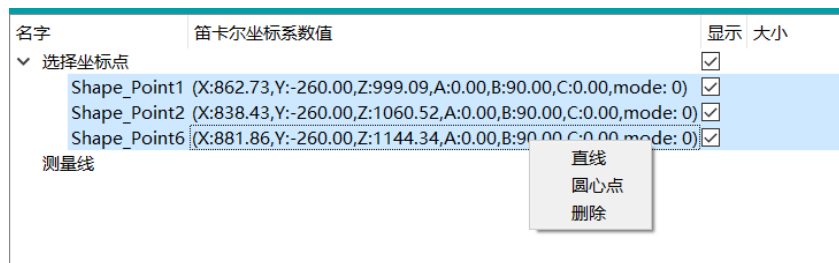 名字 笛卡尔坐标系数值 显示 大小
选择坐标点
Shape_Point1 (X:862.73,Y:-260.00,Z:999.09,A:0.00,B:90.00,C:0.00,mode: 0)
Shape_Point2 (X:838.43,Y:-260.00,Z:1060.52,A:0.00,B:90.00,C:0.00,mode: 0)
Shape_Point6 (X:881.86,Y:-260.00,Z:1144.34,A:0.00,B:90.00,C:0.00,mode: 0)
测量线
直线
圆心点
删除